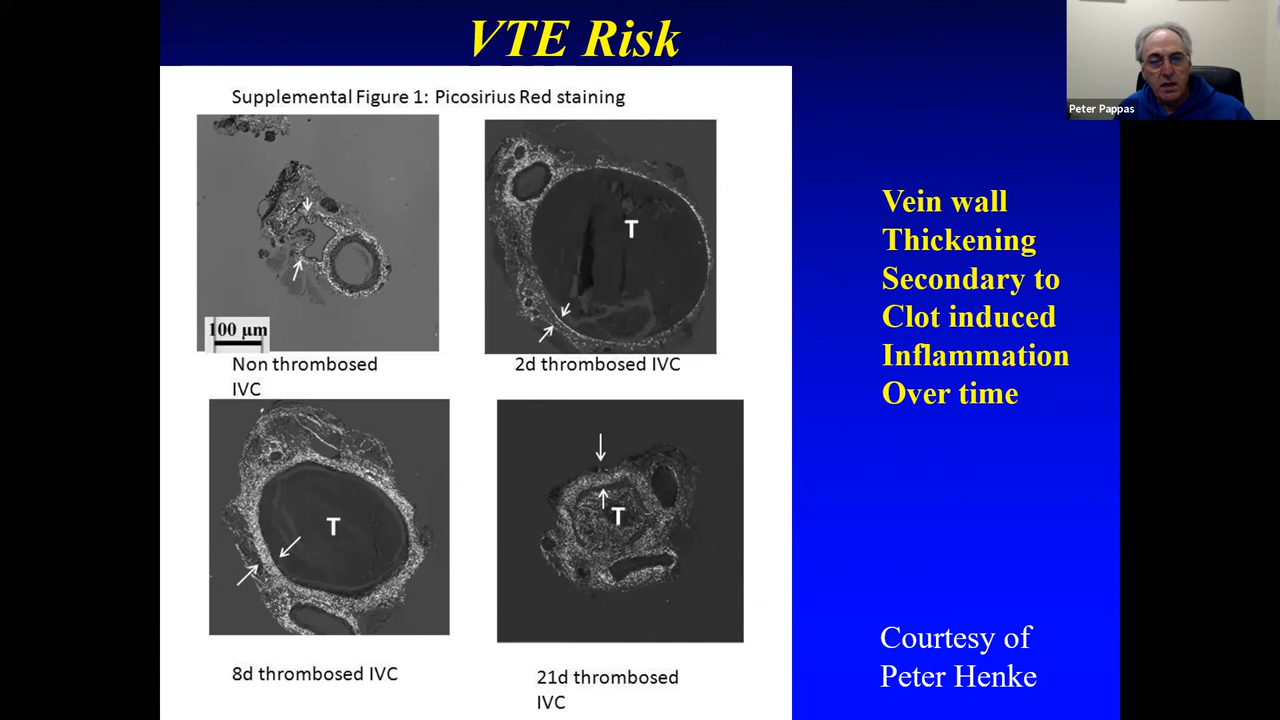 VTE Risk
Peter Pappas
Supplemental Figure 1: Picosirius Red staining
T
100 µm
Non thrombosed
IVC
2d thrombosed IVC
T
T
8d thrombosed IVC
21d thrombosed
IVC
Vein wall
Thickening
Secondary to
Clot induced
Inflammation
Over time
Courtesy of
Peter Henke